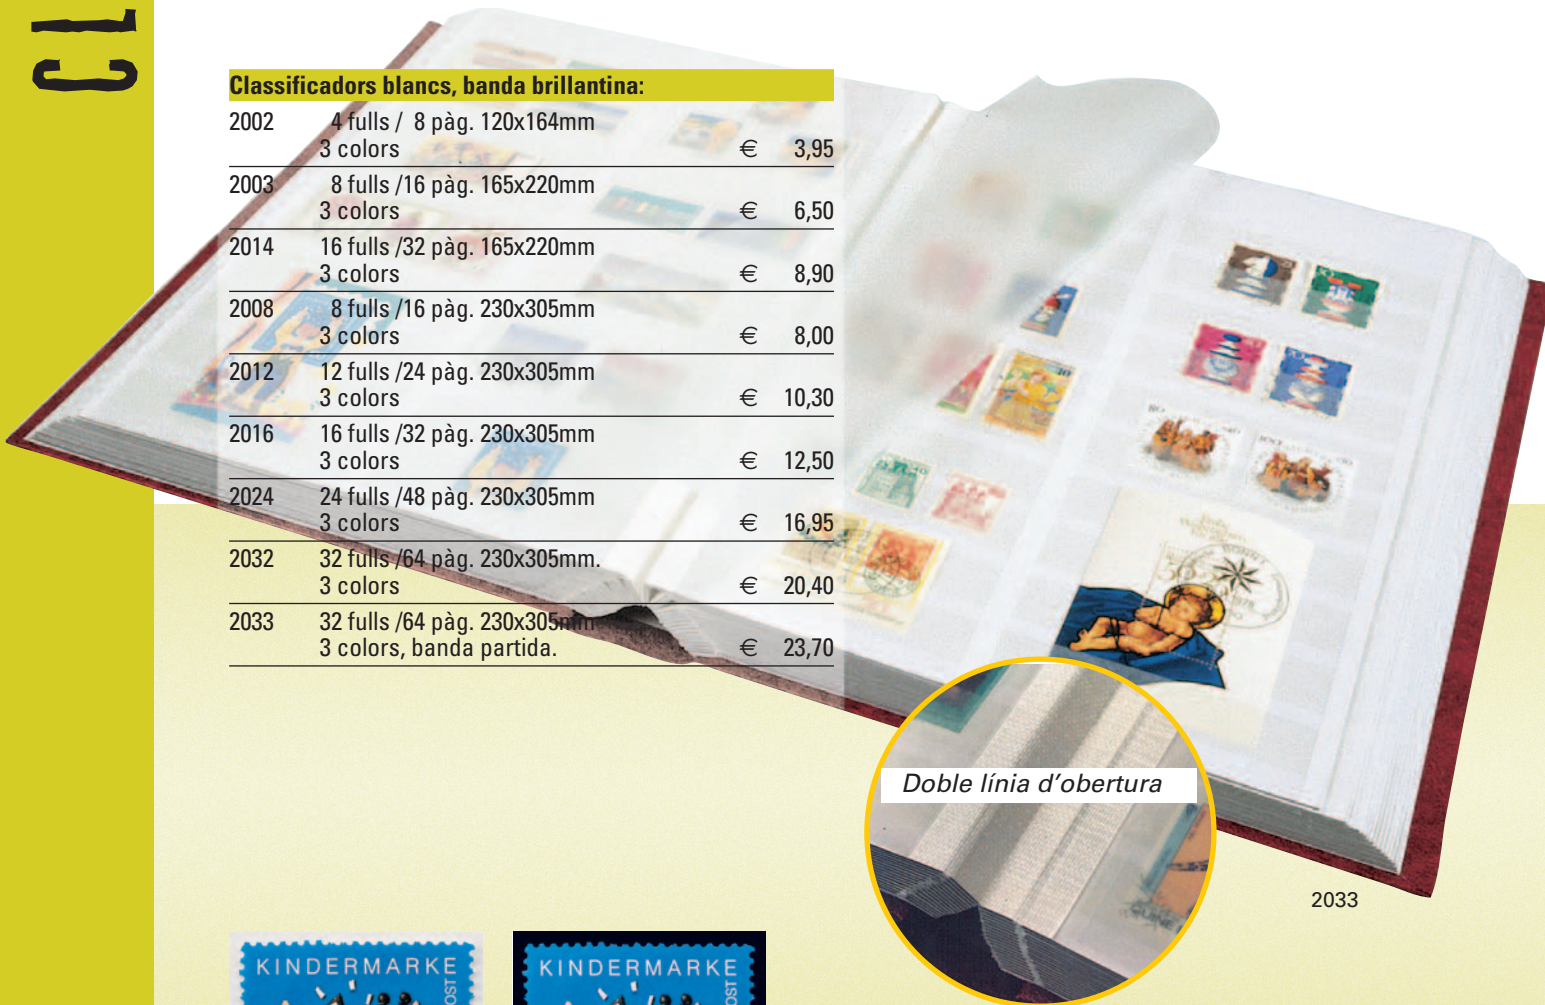 CL
Classificadors blancs, banda brillantina:
2002 4 fulls / 8 pàg. 120x164mm
3 colors € 3,95
2003 8 fulls /16 pàg. 165x220mm
3 colors € 6,50
2014 16 fulls /32 pàg. 165x220mm
3 colors € 8,90
2008 8 fulls /16 pàg. 230x305mm
3 colors € 8,00
2012 12 fulls /24 pàg. 230x305mm
3 colors € 10,30
2016 16 fulls /32 pàg. 230x305mm
3 colors € 12,50
2024 24 fulls /48 pàg. 230x305mm
3 colors € 16,95
2032 32 fulls /64 pàg. 230x305mm.
3 colors € 20,40
2033 32 fulls /64 pàg. 230x305mm
3 colors, banda partida. € 23,70
Doble línia d'obertura
2033
KINDERMARKE
KINDERMARKE